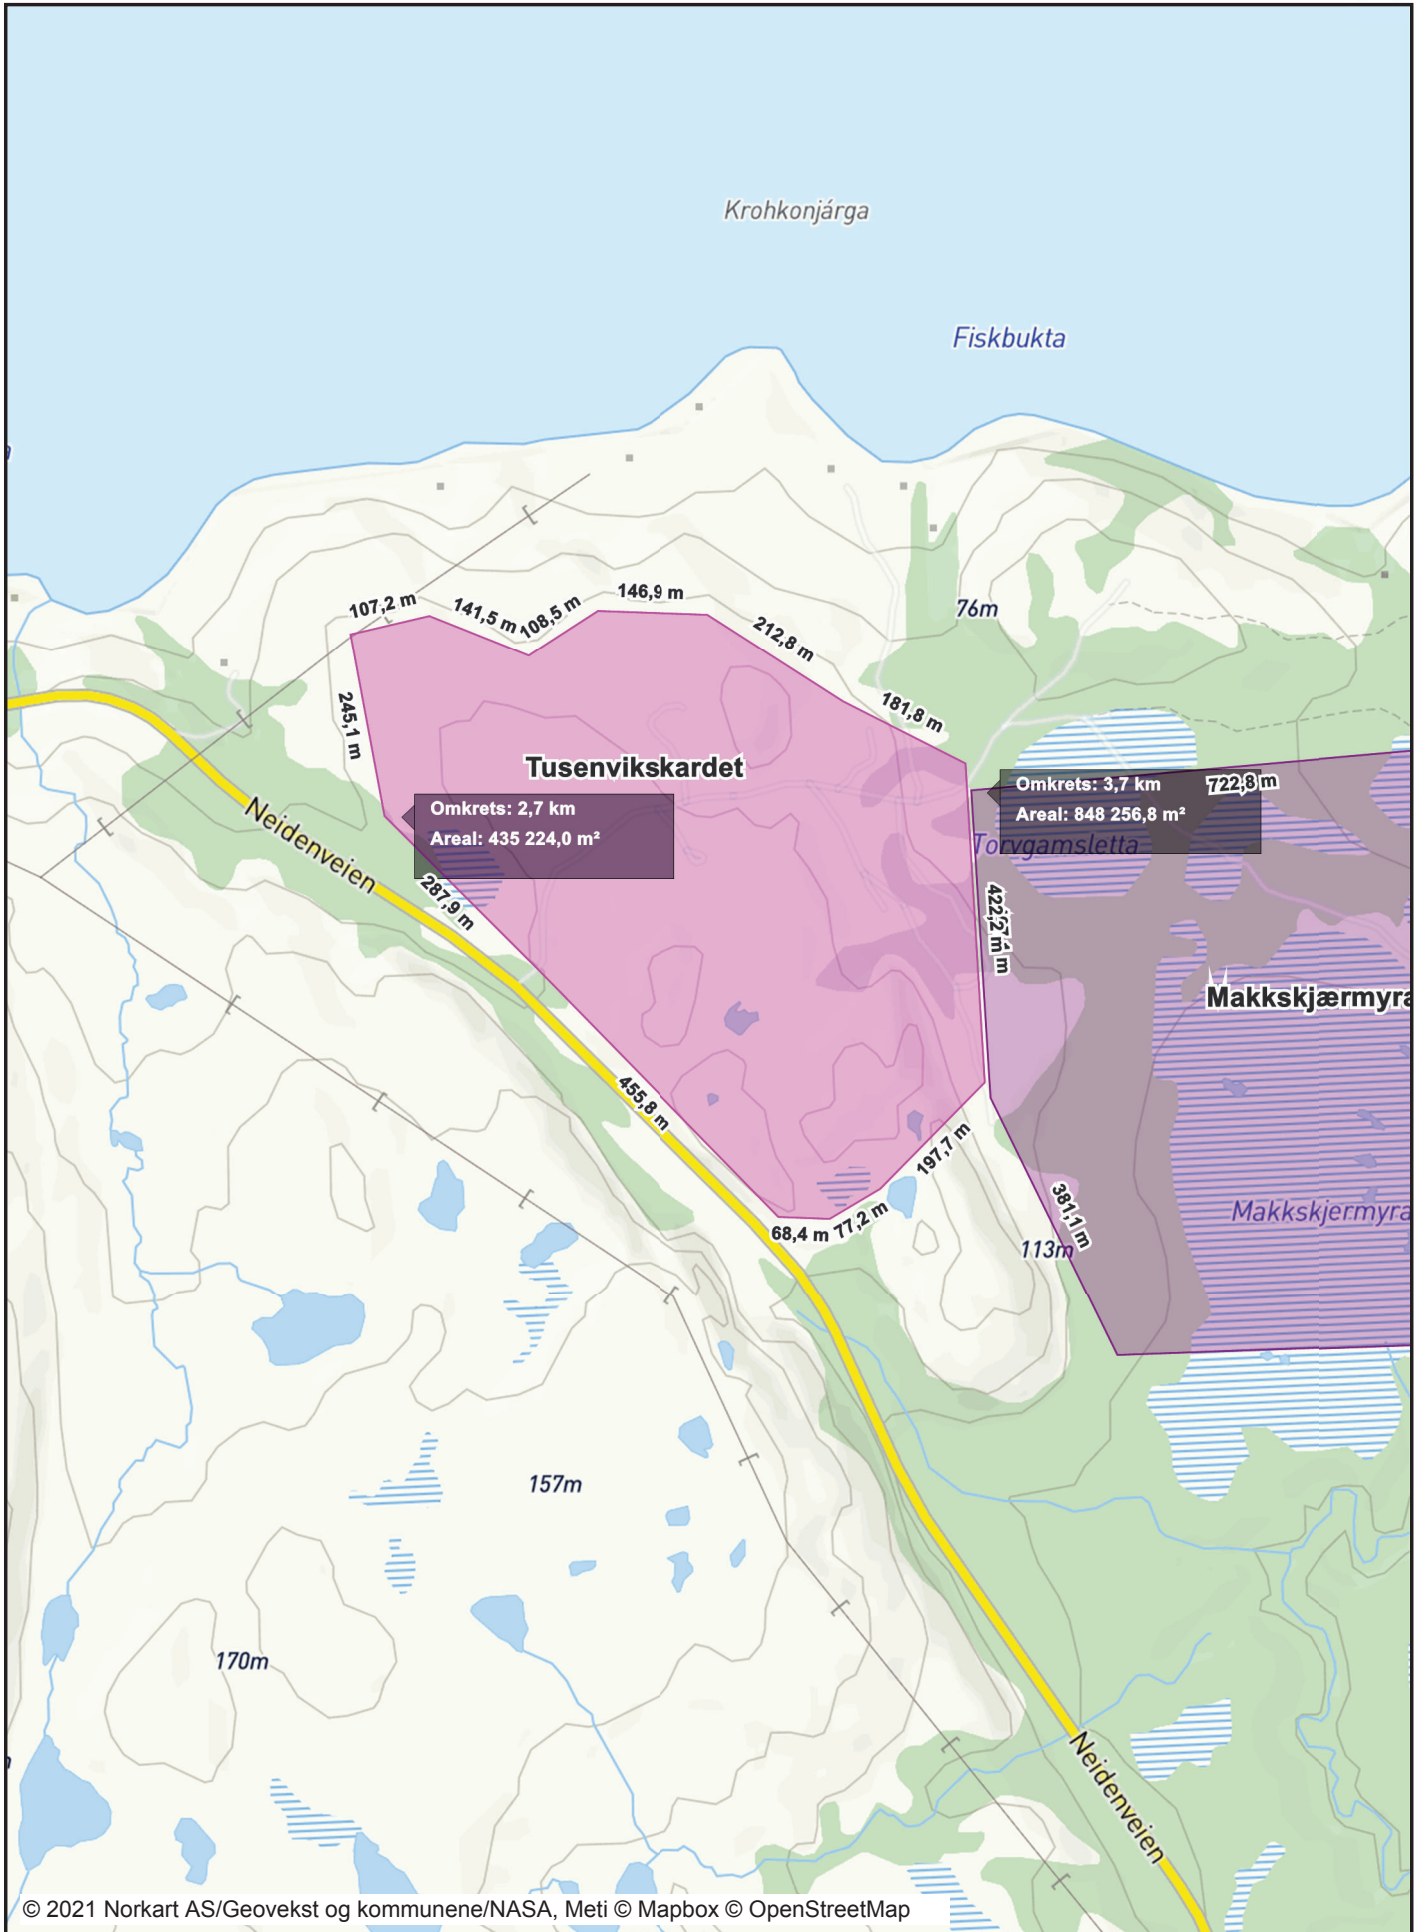 Krohkonjárga
Fiskbukta
146,9 m
107,2 m
141,5 m
108,5 m
76m
212,8 m
181,8 m
245,1 m
Tusenvikskardet
Omkrets: 2,7 km
Areal: 435 224,0 m²
Omkrets: 3,7 km
Areal: 848 256,8 m²
722,8 m
Torvgamsletta
Neidenveien
287,9 m
422,2 m
Makkskjærmyra
455,8 m
197,7 m
381,1 m
Makkskjermyra
77,2 m
68,4 m
113m
157m
170m
Neidenveien
© 2021 Norkart AS/Geovekst og kommunene/NASA, Meti © Mapbox © OpenStreetMap